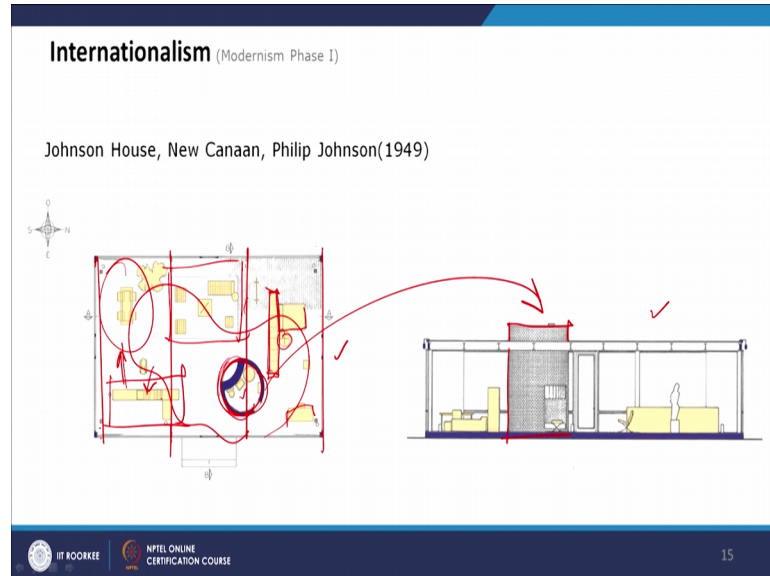 Internationalism (Modernism Phase I)
Johnson House, New Canaan, Philip Johnson(1949)
O
S N
E
B
A A
B
IIT ROORKEE
NPTEL ONLINE
CERTIFICATION COURSE
15